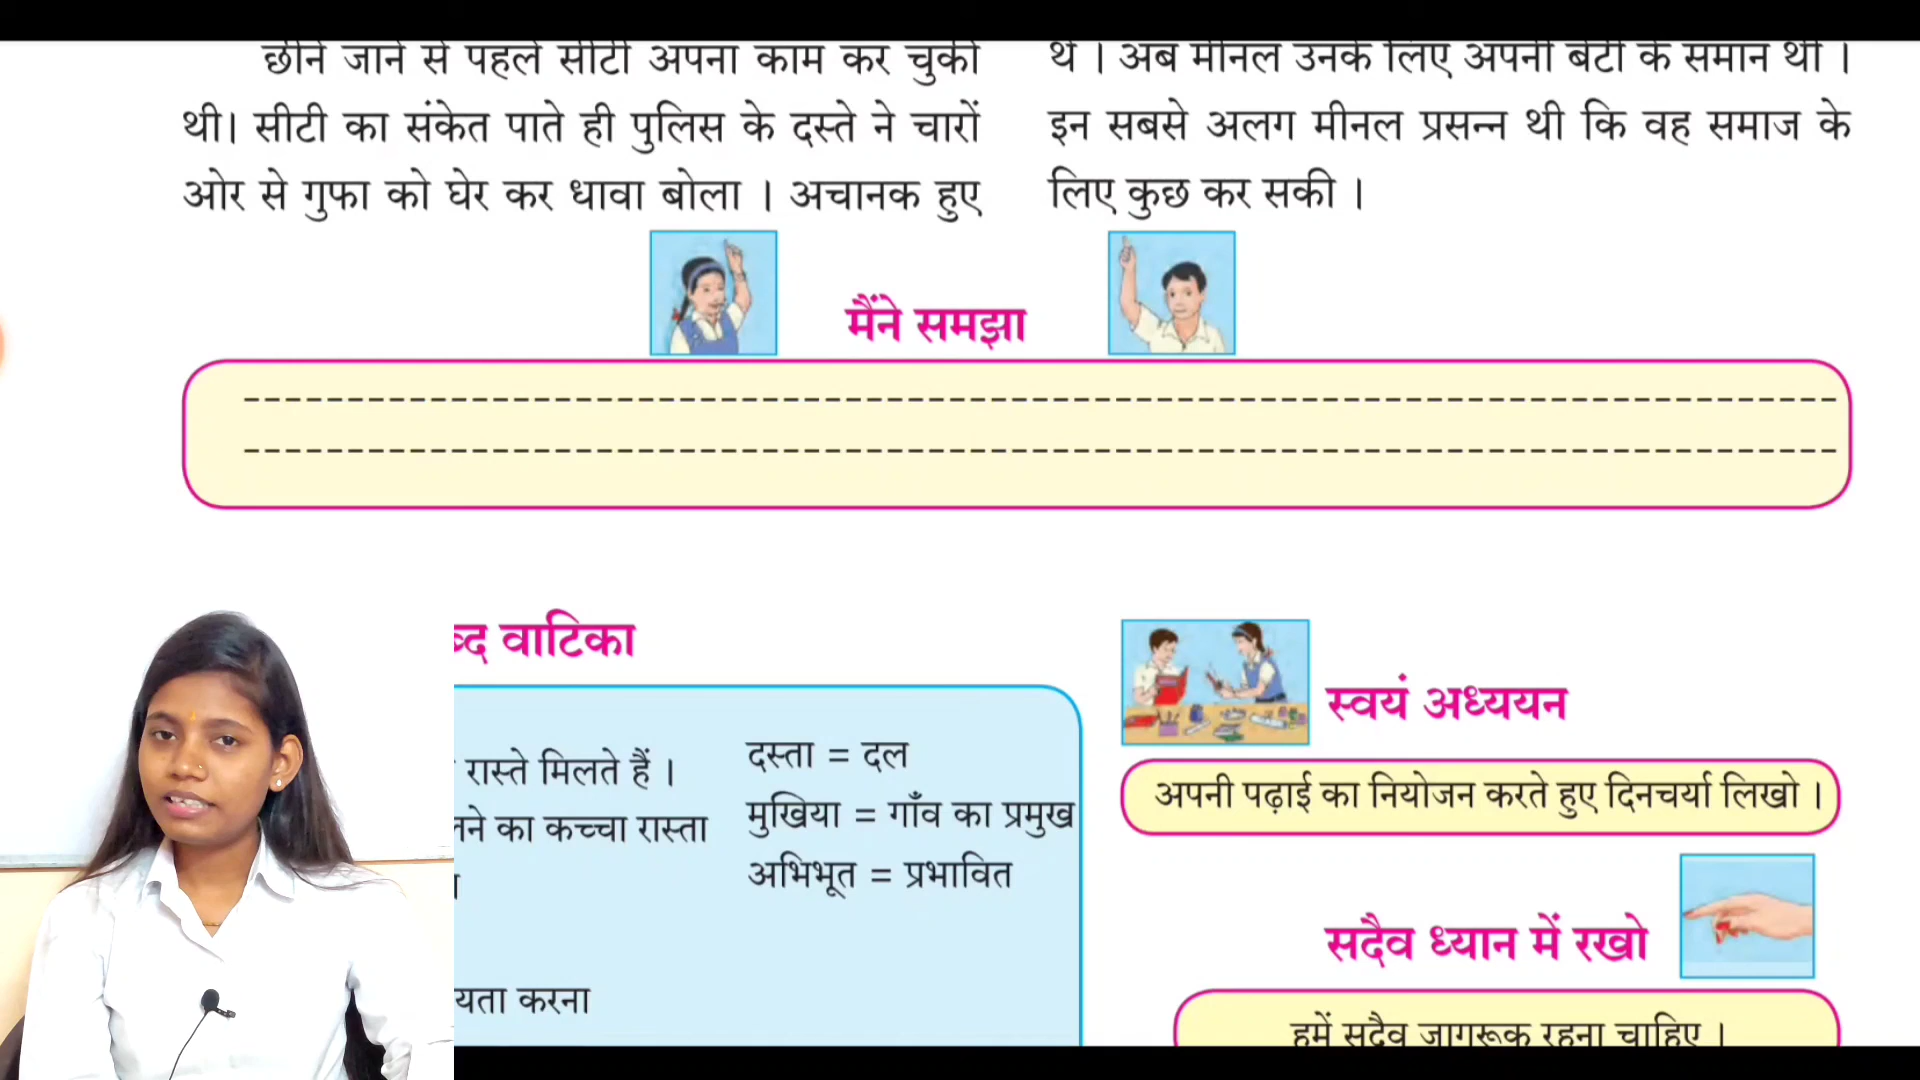 छीने जाने से पहले सीटी अपना काम कर चुकी
थी। सीटी का संकेत पाते ही पुलिस के दस्ते ने चारों
ओर से गुफा को घेर कर धावा बोला । अचानक हुए
थे । अब मीनल उनके लिए अपनी बेटी के समान थी ।
इन सबसे अलग मीनल प्रसन्न थी कि वह समाज के
लिए कुछ कर सकी ।
मैंने समझा
वाटिका
रास्ते मिलते हैं ।
का कच्चा रास्ता
करना
दस्ता = दल
मुखिया = गाँव का प्रमुख
अभिभूत = प्रभावित
स्वयं अध्ययन
अपनी पढ़ाई का नियोजन करते हुए दिनचर्या लिखो ।
सदैव ध्यान में रखो
हमें सदैव जागरूक रहना चाहिए ।